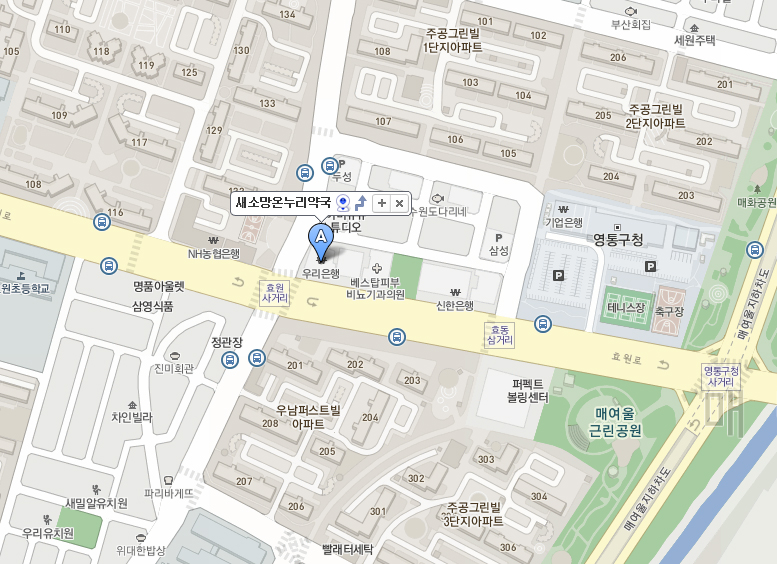 101
102
부산회집
세원주택
134
주공그린빌
1단지아파트
206
110
105
118
119
125
130
108
103
104
201
133
주공그린빌
2단지아파트
205
109
107
129
106
105
202
204
203
116
두성
새소망온누리약국
매화공원
수원도다리네
기업은행
튜디오
A
영통구청
NH농협은행
삼성
P
P
P
P
우리은행
베스탑피부
비뇨기과의원
원초등학교
명품아울렛
삼영식품
효원
사거리
신한은행
테니스장
축구장
매여울지하차도
효동
삼거리
정관장
효원로
영통구청
사거리
진미회관
201
202
203
퍼펙트
볼링센터
매여울
근린공원
차인빌라
우남퍼스트빌
아파트
204
208
205
303
파리바게뜨
302
304
새밀알유치원
207
206
301
주공그린빌
3단지아파트
매여울지하차도
우리유치원
위대한밥상
빨래터세탁
306